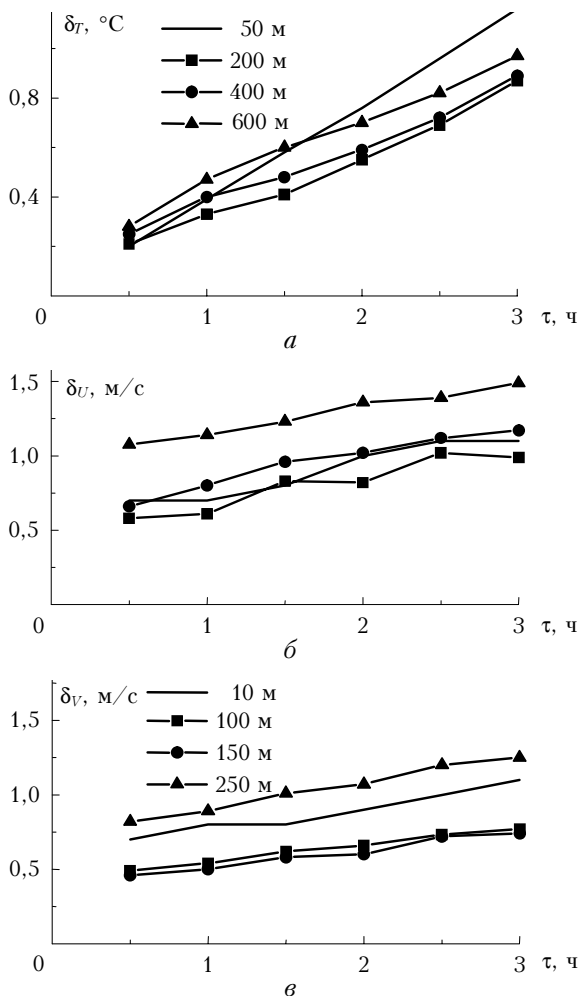 δT, °C
50 м
200 м
400 м
600 м
0.8
0.4
0 1 2 3 τ, ч
а
1,5 δU, м/с
1,0
0,5
0 1 2 3 τ, ч
б
δV, м/с 10 м
1,5 100 м
150 м
250 м
1,0
0,5
0 1 2 3 τ, ч
в